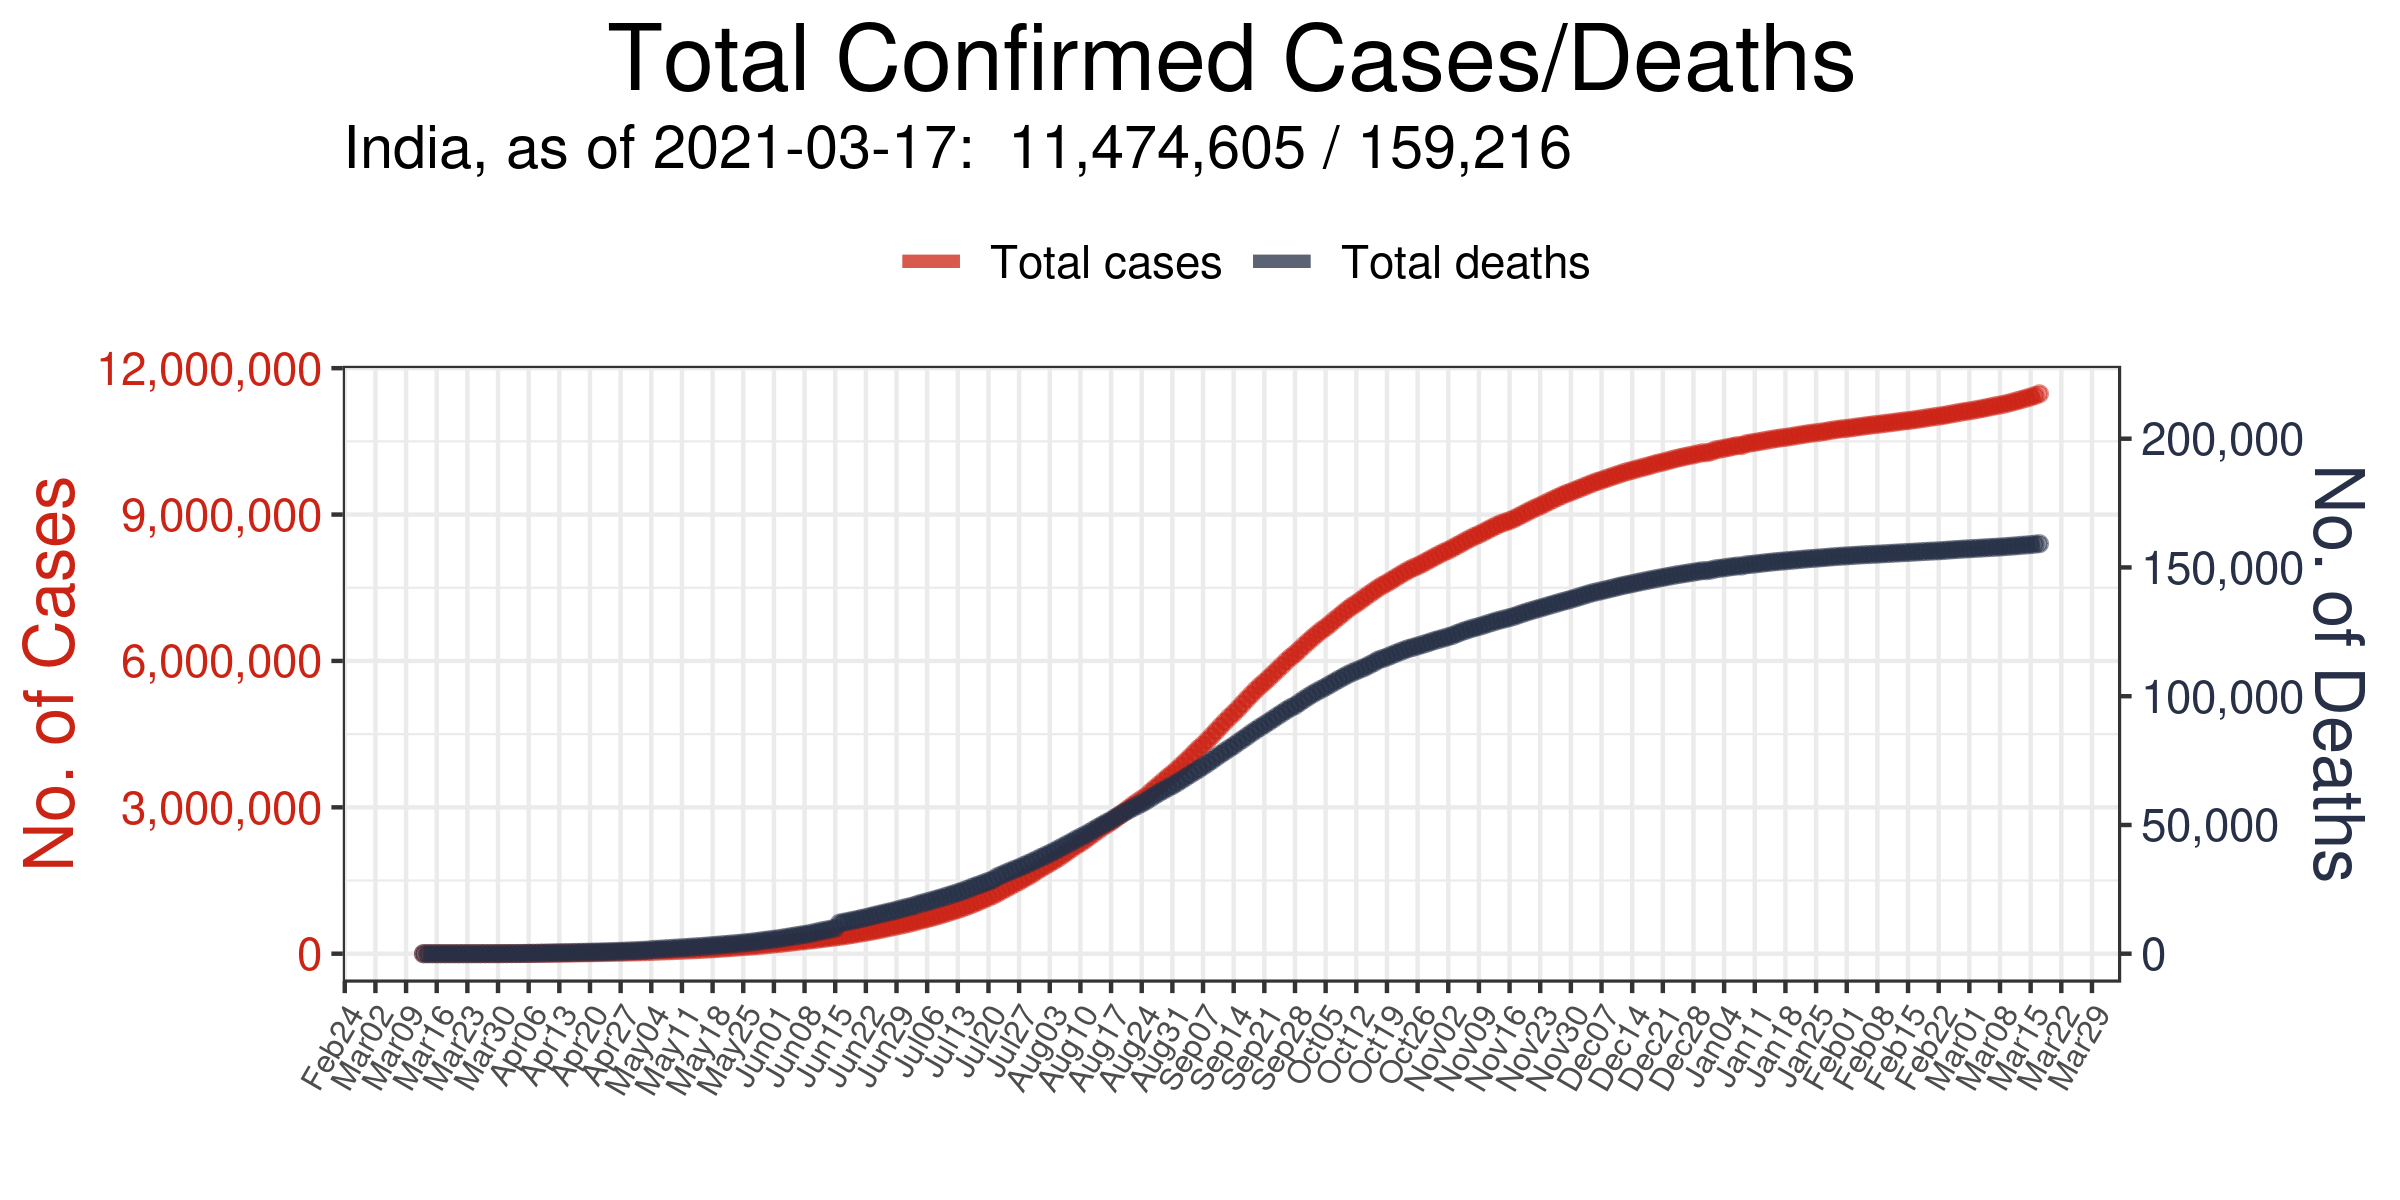 Total Confirmed Cases/Deaths
India, as of 2021-03-17: 11,474,605 / 159,216
Total cases
Total deaths
No. of Cases
12,000,000
9,000,000
6,000,000
3,000,000
0
200,000
150,000
100,000
50,000
0
No. of Deaths
Feb24
Mar02
Mar09
Mar16
Mar23
Mar30
Apr06
Apr13
Apr20
Apr27
May04
May11
May18
May25
Jun01
Jun08
Jun15
Jun22
Jun29
Jul06
Jul13
Jul20
Jul27
Aug03
Aug10
Aug17
Aug24
Aug31
Sep07
Sep14
Sep21
Sep28
Oct05
Oct12
Oct19
Oct26
Nov02
Nov09
Nov16
Nov23
Nov30
Dec07
Dec14
Dec21
Dec28
Jan04
Jan11
Jan18
Jan25
Feb01
Feb08
Feb15
Feb22
Mar01
Mar08
Mar15
Mar22
Mar29